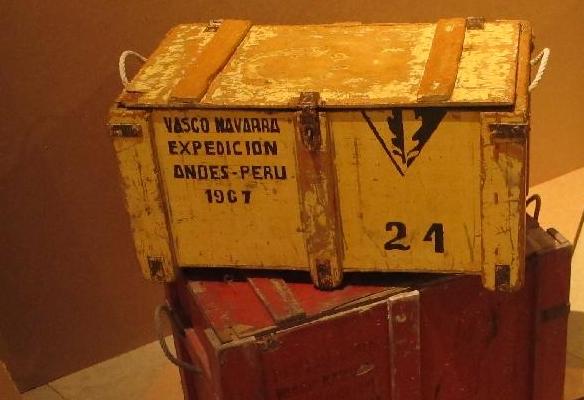 VASCO NAVARRA
EXPEDICION
ANDES-PERU
1967
24